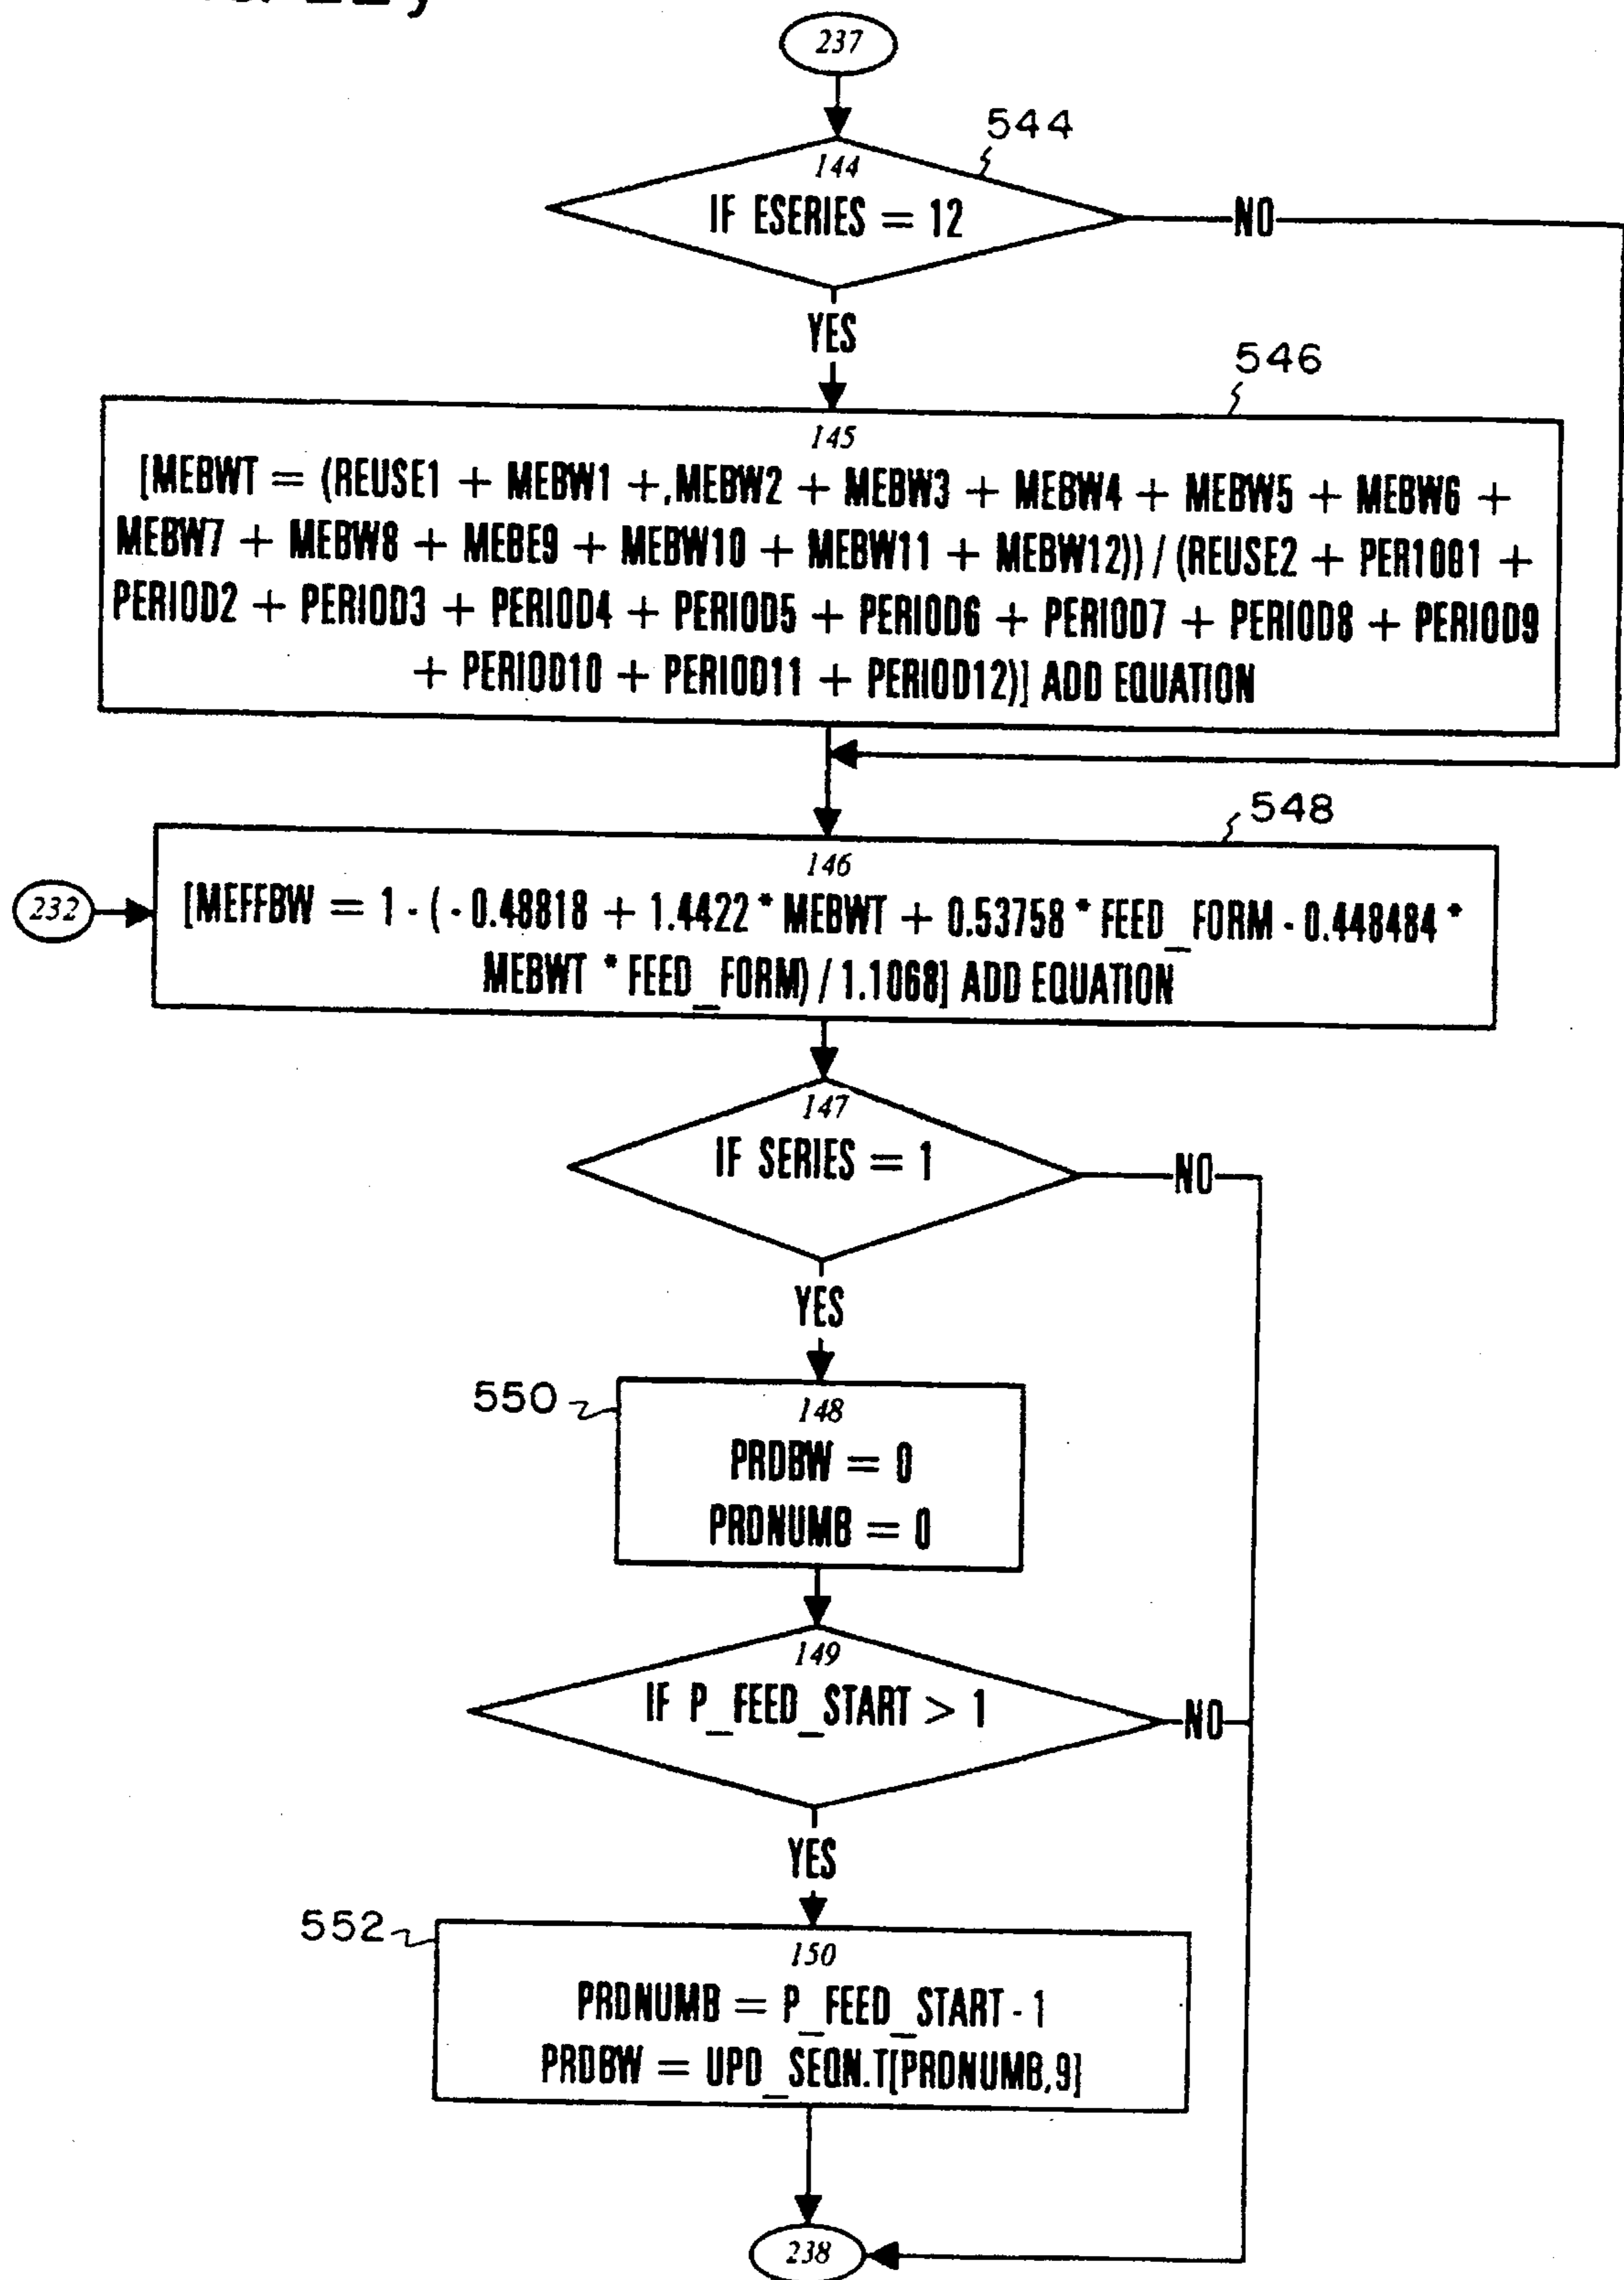 237
544
144
IF ESERIES = 12
NO
YES
546
145
[MEBWT = (REUSE1 + MEBW1 +,MEBW2 + MEBW3 + MEBW4 + MEBW5 + MEBW6 +
MEBW7 + MEBW8 + MEBE9 + MEBW10 + MEBW11 + MEBW12)) / (REUSE2 + PER1001 +
PERIOD2 + PERIOD3 + PERIOD4 + PERIOD5 + PERIOD6 + PERIOD7 + PERIOD8 + PERIOD9
+ PERIOD10 + PERIOD11 + PERIOD12)] ADD EQUATION
548
146
232
[MEFFBW = 1 - (-0.48818 + 1.4422 * MEBWT + 0.53758 * FEED_FORM - 0.448484 *
MEBWT * FEED_FORM) / 1.1068] ADD EQUATION
147
IF SERIES = 1
NO
YES
550
148
PRDBW = 0
PRDNUMB = 0
149
IF P_FEED_START > 1
NO
YES
552
150
PRDNUMB = P_FEED_START - 1
PRDBW = UPD_SEQN.T[PRDNUMB,9]
238